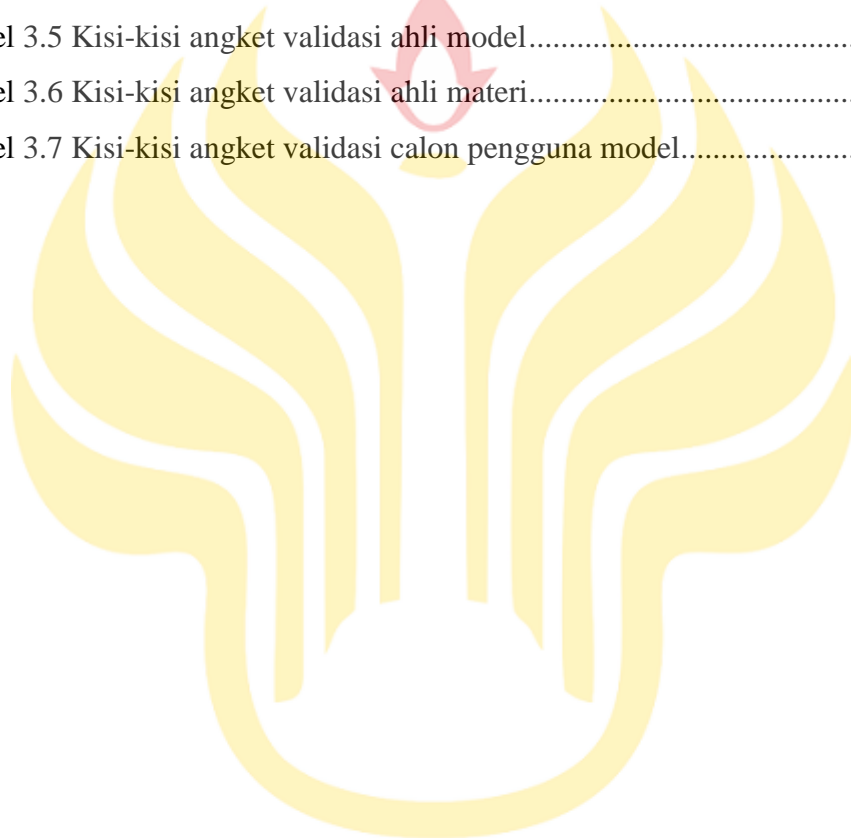 el 3.5 Kisi-kisi angket validasi ahli model....................................
el 3.6 Kisi-kisi angket validasi ahli materi....................................
el 3.7 Kisi-kisi angket validasi calon pengguna model...................